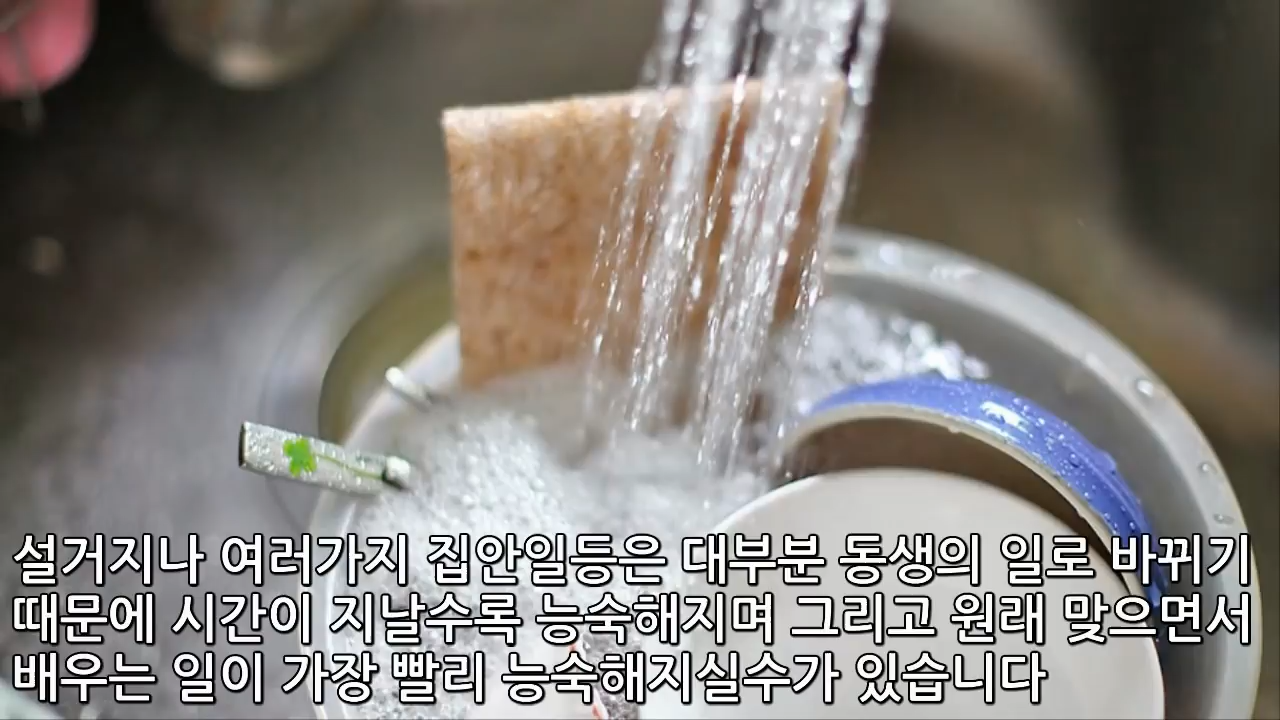 설거지나 여러가지 집안일등은 대부분 동생의 일로 바뀌기
때문에 시간이 지날수록 능숙해지며 그리고 원래 맞으면서
배우는 일이 가장 빨리 능숙해지실수가 있습니다